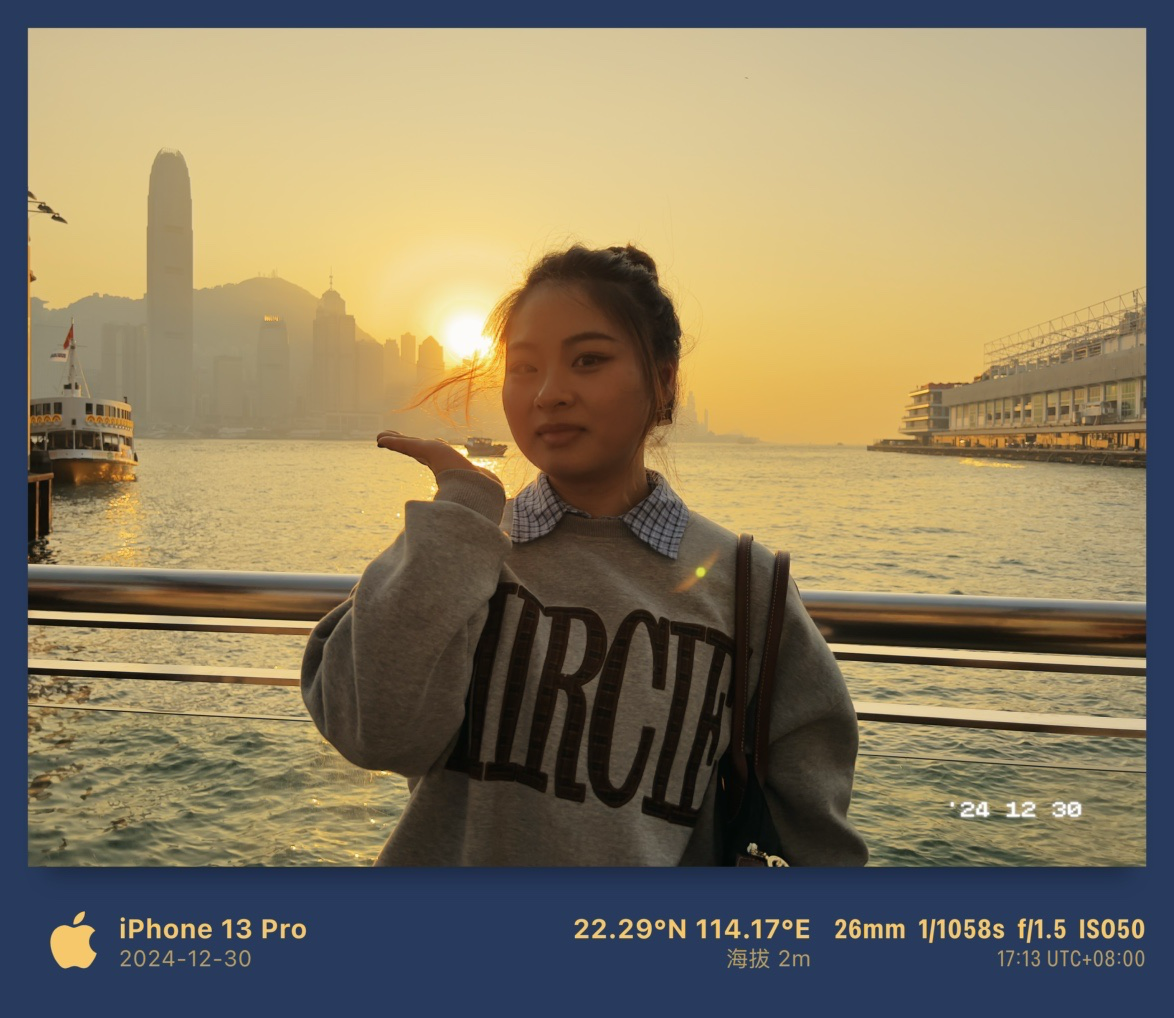 '24 12 30
iPhone 13 Pro
2024-12-30
22.29°N 114.17°E
海拔 2m
26mm 1/1058s f/1.5 ISO50
17:13 UTC+08:00